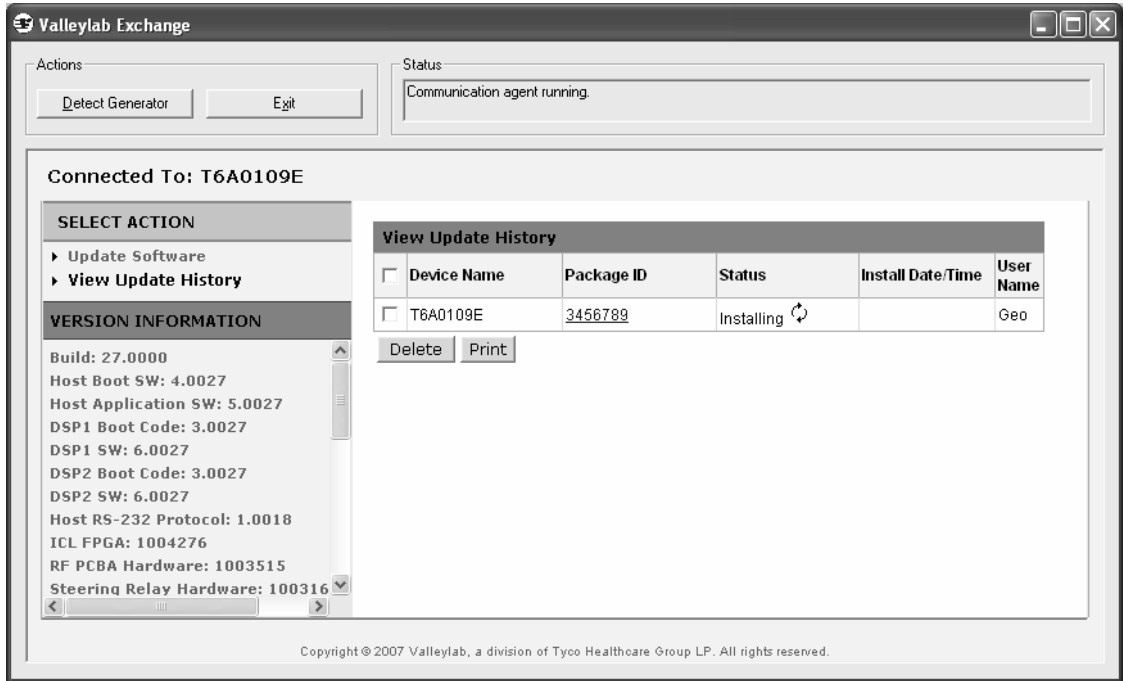 Valleylab Exchange
Actions
Detect Generator
Exit
Status
Communication agent running.
Connected To: T6A0109E
SELECT ACTION
Update Software
View Update History
VERSION INFORMATION
Build: 27.0000
Host Boot SW: 4.0027
Host Application SW: 5.0027
DSP1 Boot Code: 3.0027
DSP1 SW: 6.0027
DSP2 Boot Code: 3.0027
DSP2 SW: 6.0027
Host RS-232 Protocol: 1.0018
ICL FPGA: 1004276
RF PCBA Hardware: 1003515
Steering Relay Hardware: 100316
View Update History
Device Name Package ID Status Install Date/Time User Name
T6A0109E 3456789 Installing Geo
Delete Print
Copyright © 2007 Valleylab, a division of Tyco Healthcare Group LP. All rights reserved.